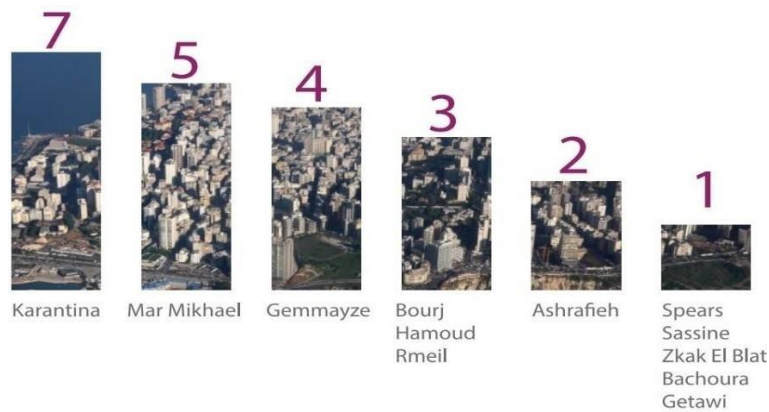 7
5
4
3
2
1
Karantina
Mar Mikhael
Gemmayze
Bourj
Hamoud
Rmeil
Ashrafieh
Spears
Sassine
Zkak El Blat
Bachoura
Getawi